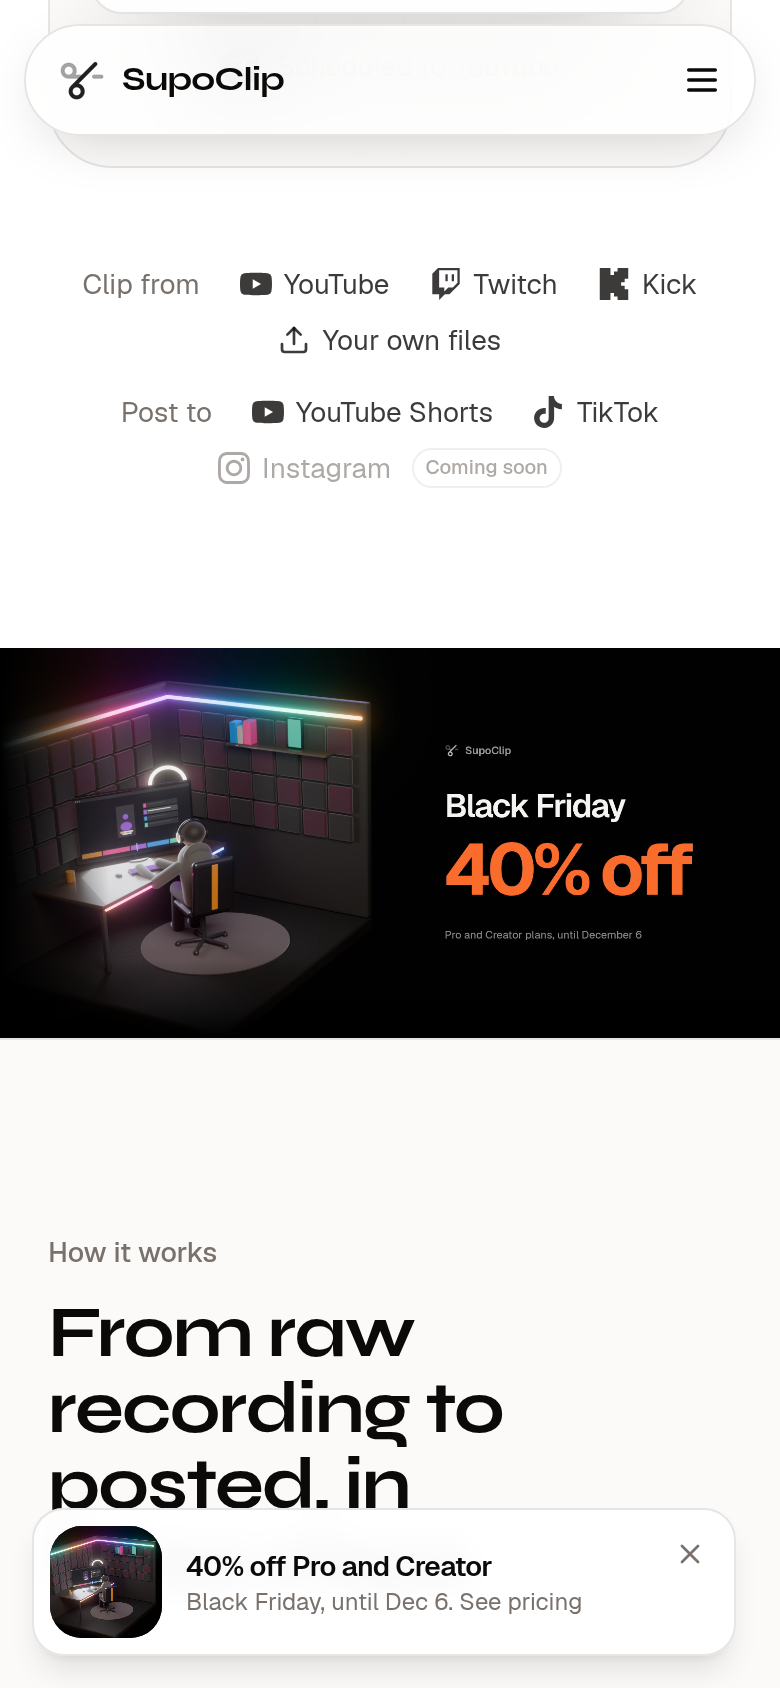 SupoClip
Clip from YouTube Twitch Kick
Your own files
Post to YouTube Shorts TikTok
Instagram Coming soon
SupoClip
Black Friday
40% off
Pro and Creator plans, until December 6
How it works
From raw
recording to
posted, in
40% off Pro and Creator
Black Friday, until Dec 6. See pricing